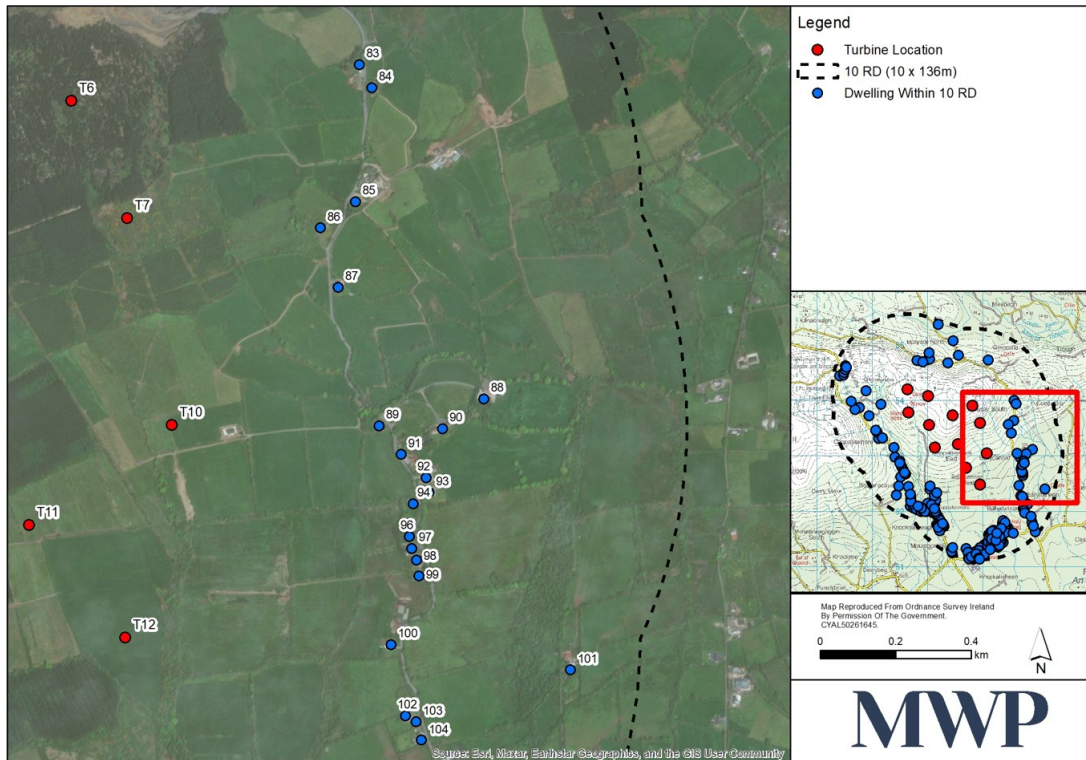 83
84
T6
85
T7
86
87
88
T10
89
90
91
92
93
94
T11
96
97
98
99
T12
100
101
102
103
104
Source: Esri, Maxar, Earthstar Geographics, and the GIS User Community
Legend
Turbine Location
10 RD (10 x 136m)
Dwelling Within 10 RD
Map Reproduced From Ordnance Survey Ireland
By Permission Of The Government.
CYAL50261645.
0 0.2 0.4
km
N
MWP